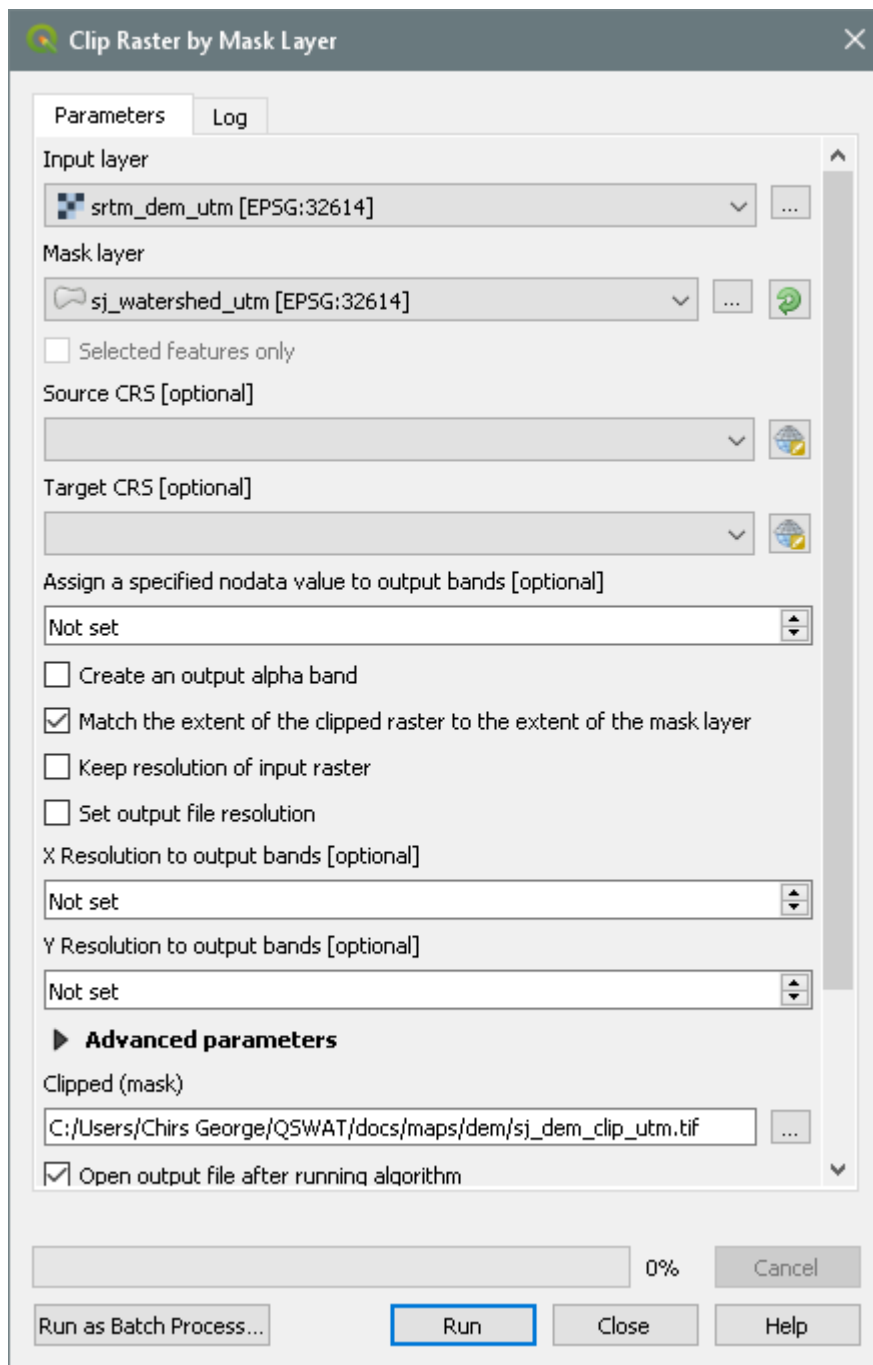 Clip Raster by Mask Layer
Parameters
Log
Input layer
srtm_dem_utm [EPSG:32614]
...
Mask layer
sj_watershed_utm [EPSG:32614]
...
Selected features only
Source CRS [optional]
Target CRS [optional]
Assign a specified nodata value to output bands [optional]
Not set
Create an output alpha band
Match the extent of the clipped raster to the extent of the mask layer
Keep resolution of input raster
Set output file resolution
X Resolution to output bands [optional]
Not set
Y Resolution to output bands [optional]
Not set
Advanced parameters
Clipped (mask)
C:/Users/Chirs George/QSWAT/docs/maps/dem/sj_dem_clip_utm.tif
...
Open output file after running algorithm
0%
Cancel
Run as Batch Process...
Run
Close
Help